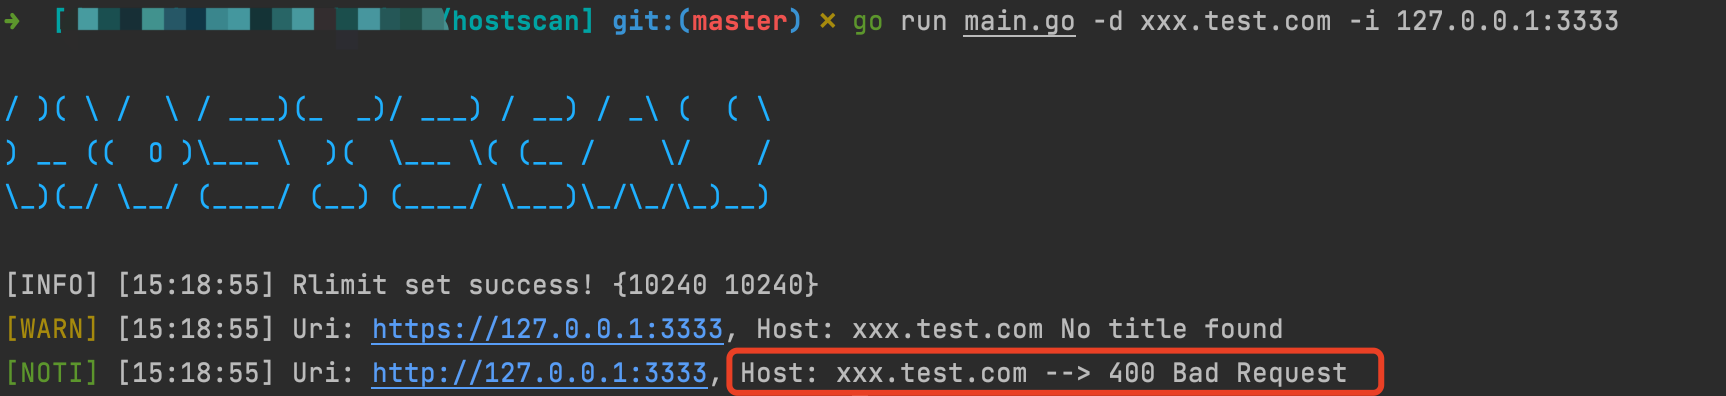 ➜ [ /hostscan] git:(master) ✗ go run main.go -d xxx.test.com -i 127.0.0.1:3333
/ )( \ /  \ / ___)(_  _)/ ___) / __) / _\ (  ( \
) __ ((  O )\___ \  )(  \___ \( (__ /    \/    /
\_)(_/ \__/ (____/ (__) (____/ \___)\_/\_/\_)__)
[INFO] [15:18:55] Rlimit set success! {10240 10240}
[WARN] [15:18:55] Uri: https://127.0.0.1:3333, Host: xxx.test.com No title found
[NOTI] [15:18:55] Uri: http://127.0.0.1:3333, Host: xxx.test.com --> 400 Bad Request